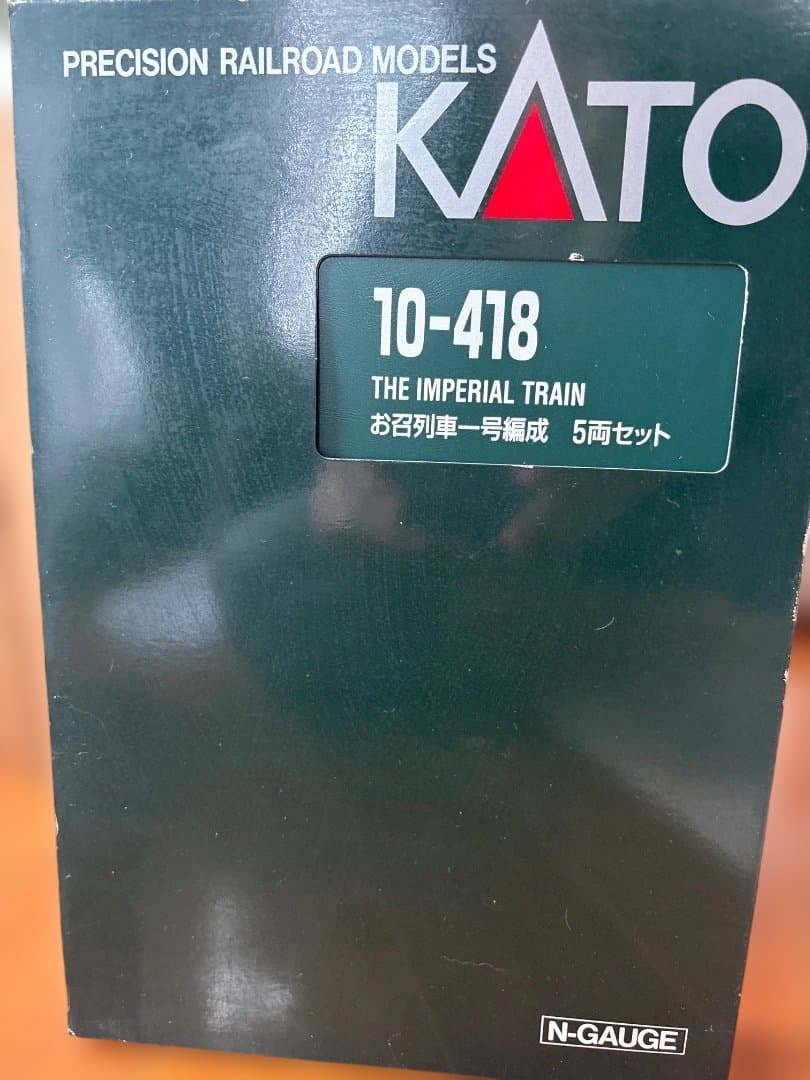 PRECISION RAILROAD MODELS
KATO
10-418
THE IMPERIAL TRAIN
お召列車一号編成 5両セット
N-GAUGE